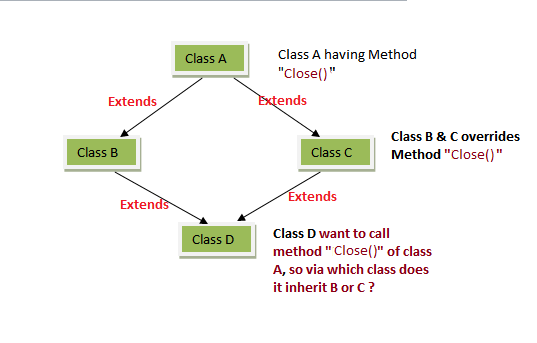 Class A
Class A having Method
"Close() "
Extends
Extends
Class B
Class C
Class B & C overrides
Method "Close() "
Extends
Extends
Class D
Class D want to call
method " Close()" of class
A, so via which class does
it inherit B or C ?